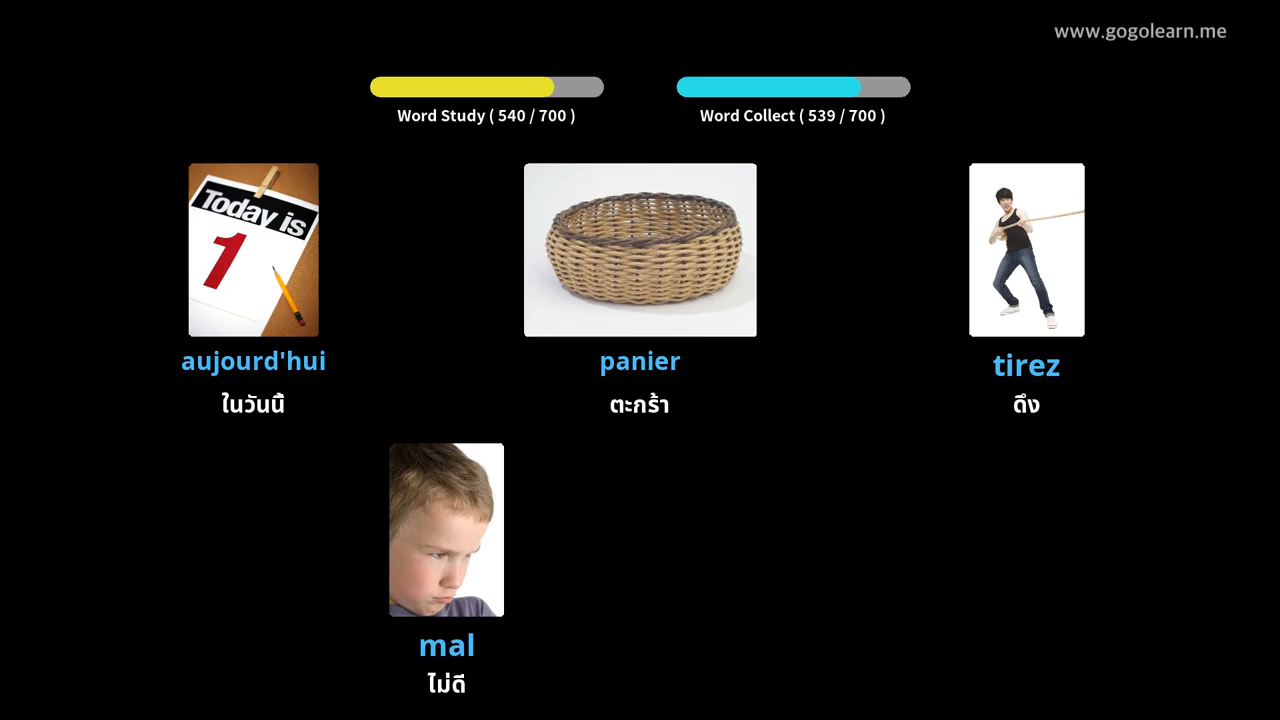 www.gogolearn.me
Word Study ( 540 / 700 )
Word Collect ( 539 / 700 )
Today is
1
aujourd'hui
panier
tirez
ในวันนี้
ตะกร้า
ดึง
mal
ไม่ดี